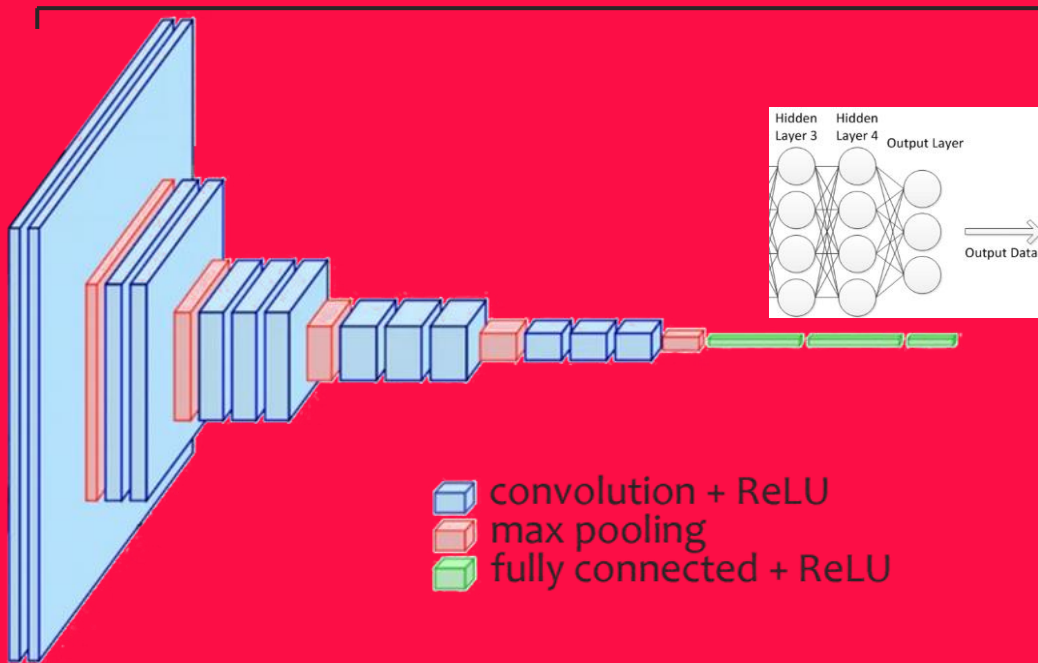 Hidden Hidden
Layer 3 Layer 4 Output Layer
Output Data
convolution + ReLU
max pooling
fully connected + ReLU